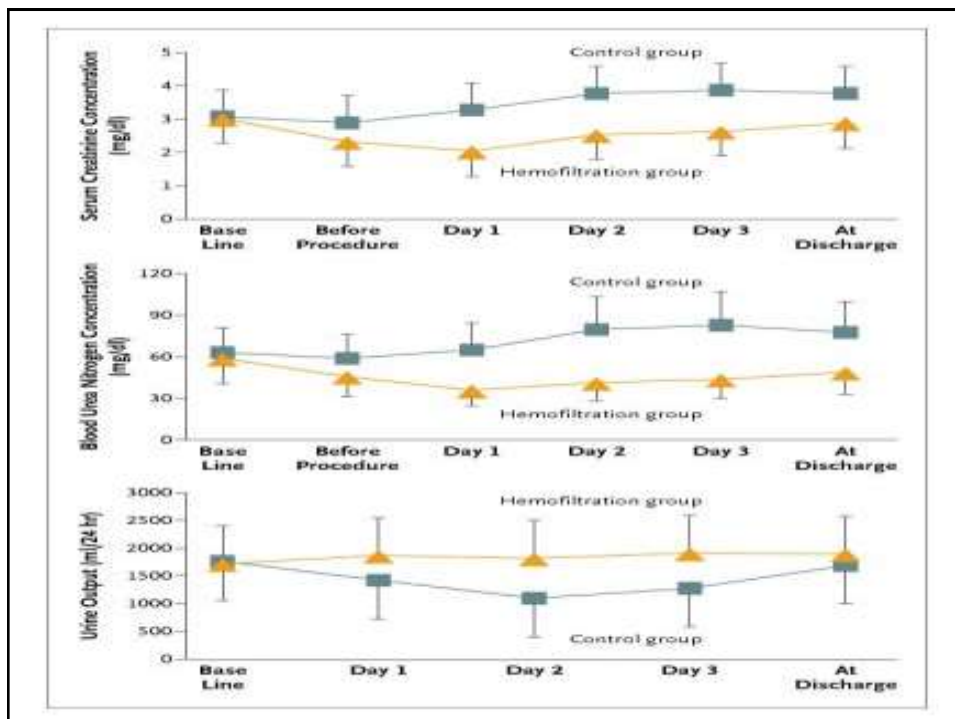 Serum Creatinine Concentration
(mg/dl)
5
4
3
2
1
0
Control group
Hemofiltration group
Base
Line
Before
Procedure
Day 1
Day 2
Day 3
At
Discharge
Blood Urea Nitrogen Concentration
(mg/dl)
120
90
60
30
0
Control group
Hemofiltration group
Base
Line
Before
Procedure
Day 1
Day 2
Day 3
At
Discharge
Urine Output (ml/24 hr)
3000
2500
2000
1500
1000
500
0
Hemofiltration group
Control group
Base
Line
Day 1
Day 2
Day 3
At
Discharge